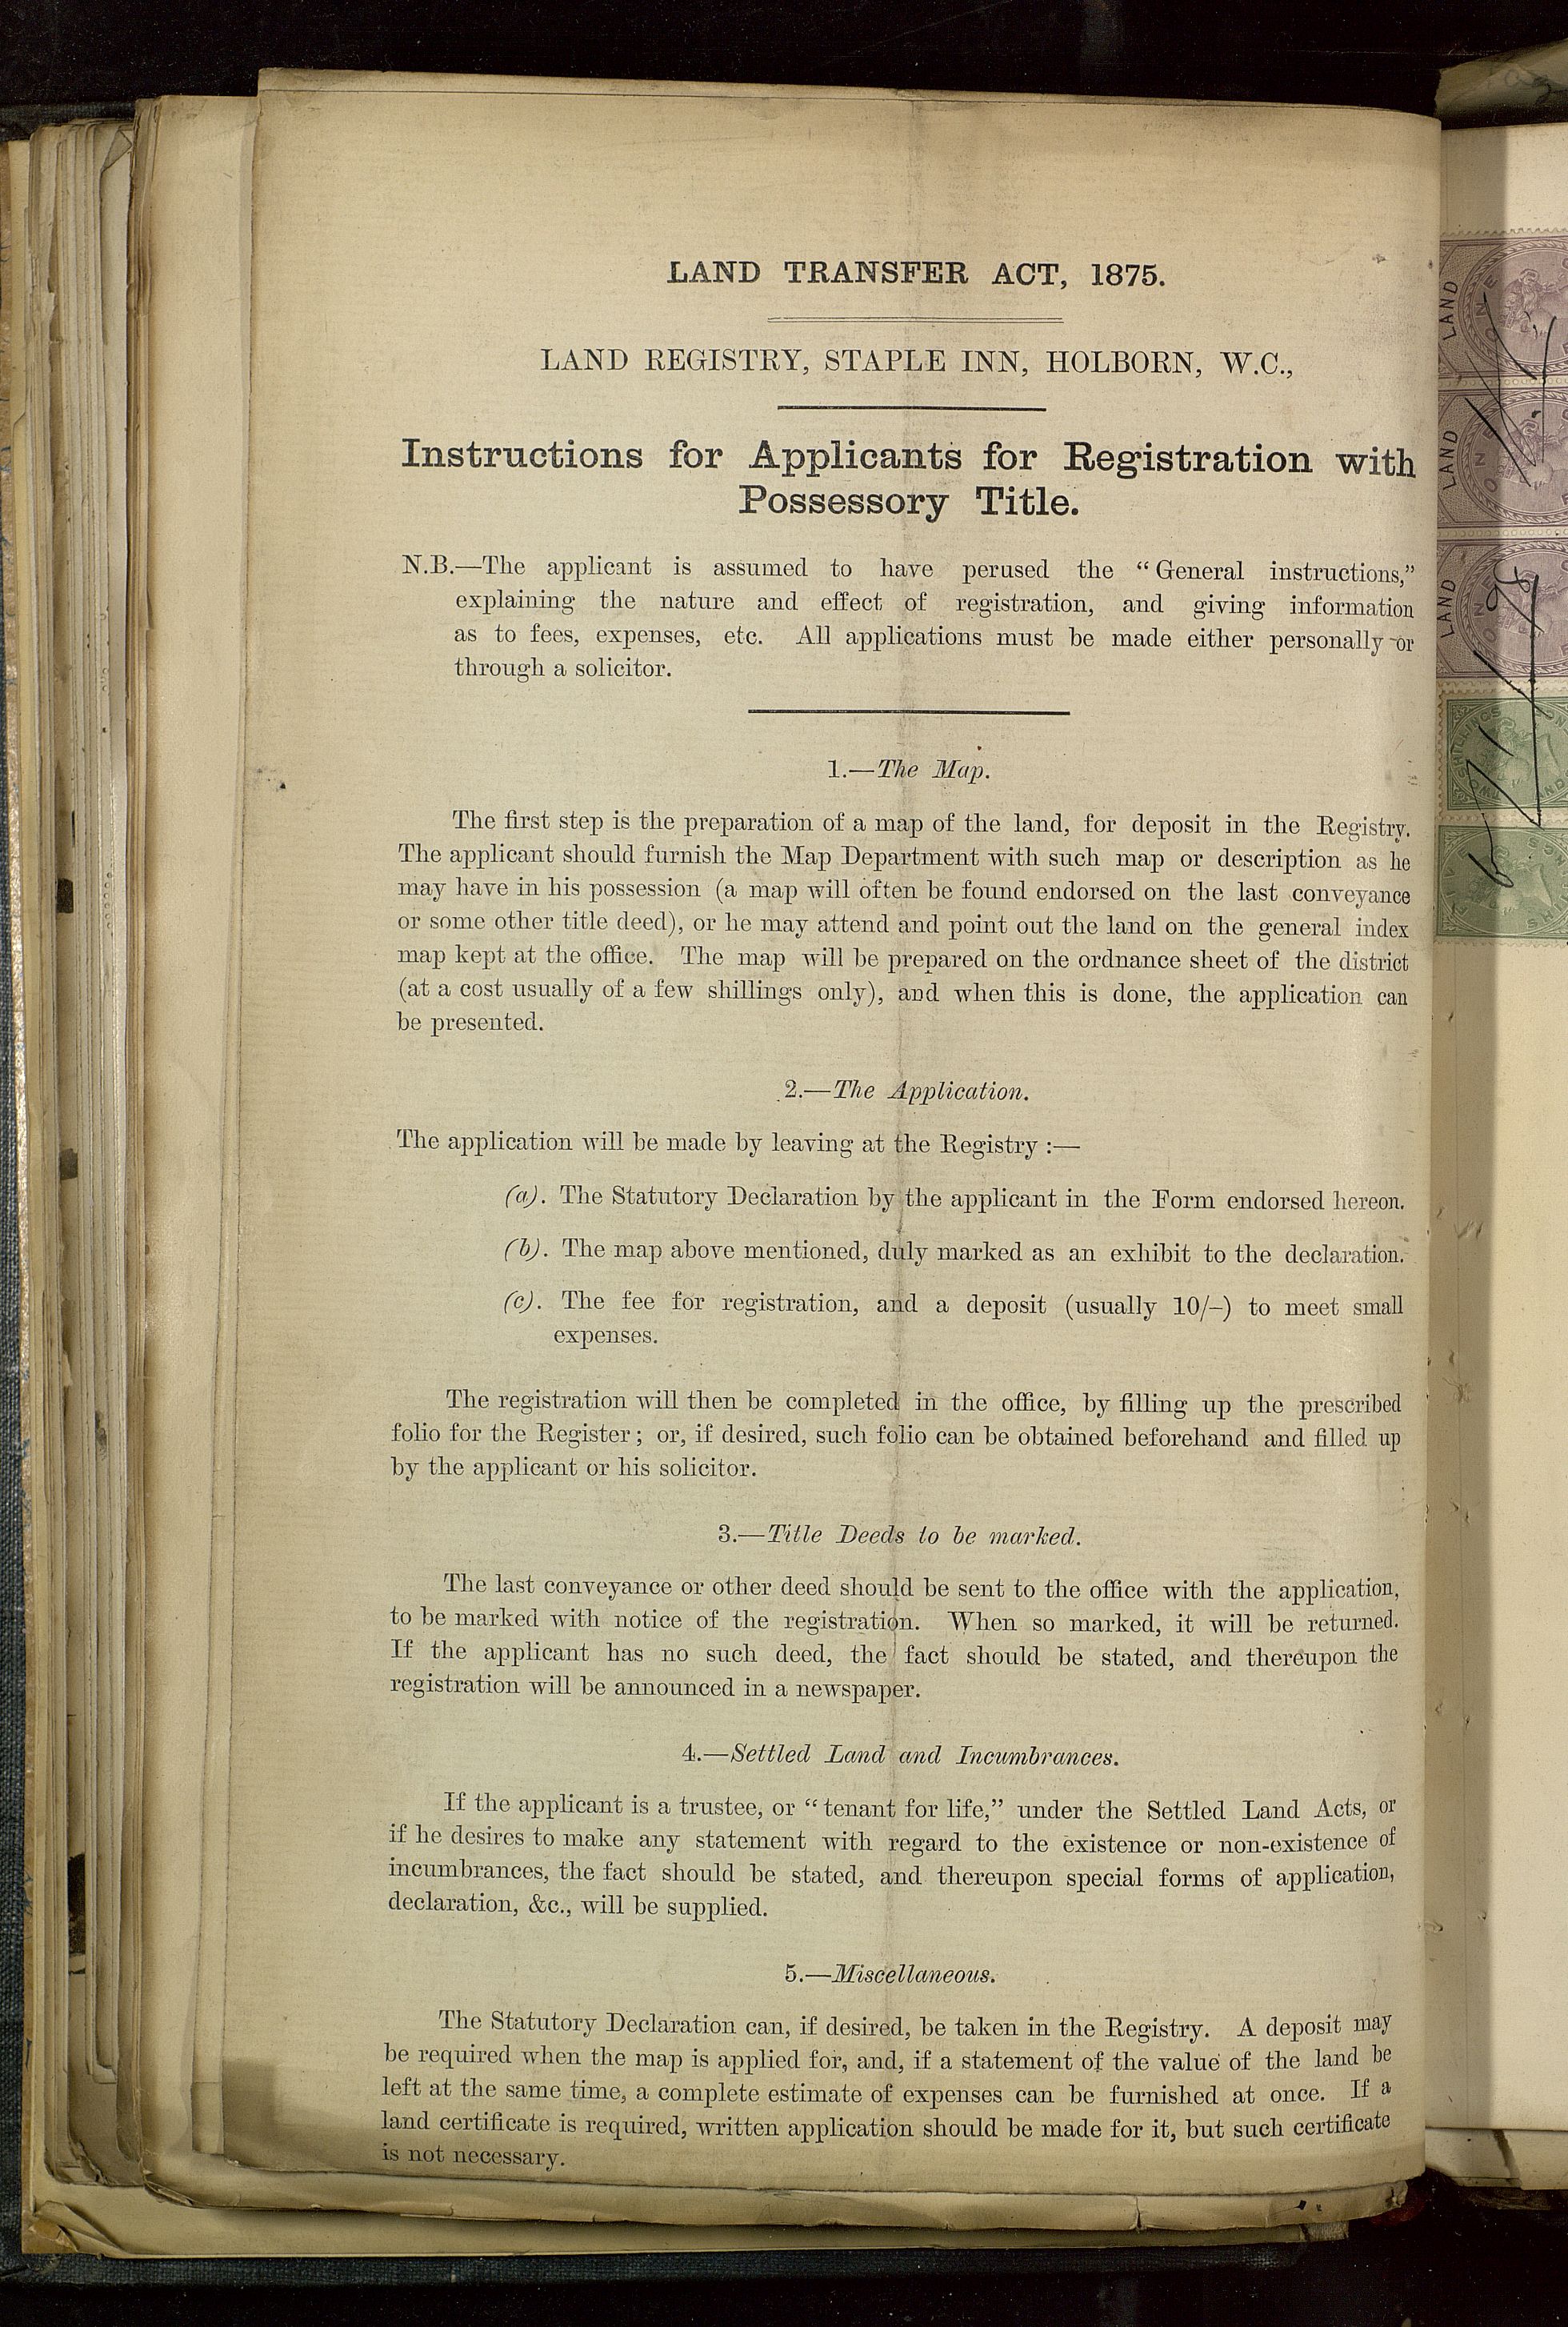 LAND TRANSFER ACT, 1875.
LAND REGISTRY, STAPLE INN, HOLBORN, W.C.,
Instructions for Applicants for Registration with
Possessory Title.
N.B.—The applicant is assumed to have perused the “General instructions,”
explaining the nature and effect of registration, and giving information
as to fees, expenses, etc. All applications must be made either personally or
through a solicitor.
1.—The Map.
The first step is the preparation of a map of the land, for deposit in the Registry.
The applicant should furnish the Map Department with such map or description as he
may have in his possession (a map will often be found endorsed on the last conveyance
or some other title deed), or he may attend and point out the land on the general index
map kept at the office. The map will be prepared on the ordnance sheet of the district
(at a cost usually of a few shillings only), and when this is done, the application can
be presented.
2.—The Application.
The application will be made by leaving at the Registry :—
(a). The Statutory Declaration by the applicant in the Form endorsed hereon.
(b). The map above mentioned, duly marked as an exhibit to the declaration.
(c). The fee for registration, and a deposit (usually 10/–) to meet small
expenses.
The registration will then be completed in the office, by filling up the prescribed
folio for the Register; or, if desired, such folio can be obtained beforehand and filled up
by the applicant or his solicitor.
3.—Title Deeds to be marked.
The last conveyance or other deed should be sent to the office with the application,
to be marked with notice of the registration. When so marked, it will be returned.
If the applicant has no such deed, the fact should be stated, and thereupon the
registration will be announced in a newspaper.
4.—Settled Land and Incumbrances.
If the applicant is a trustee, or “tenant for life,” under the Settled Land Acts, or
if he desires to make any statement with regard to the existence or non-existence of
incumbrances, the fact should be stated, and thereupon special forms of application,
declaration, &c., will be supplied.
5.—Miscellaneous.
The Statutory Declaration can, if desired, be taken in the Registry. A deposit may
be required when the map is applied for, and, if a statement of the value of the land be
left at the same time, a complete estimate of expenses can be furnished at once. If a
land certificate is required, written application should be made for it, but such certificate
is not necessary.
LAND
LAND
LAND